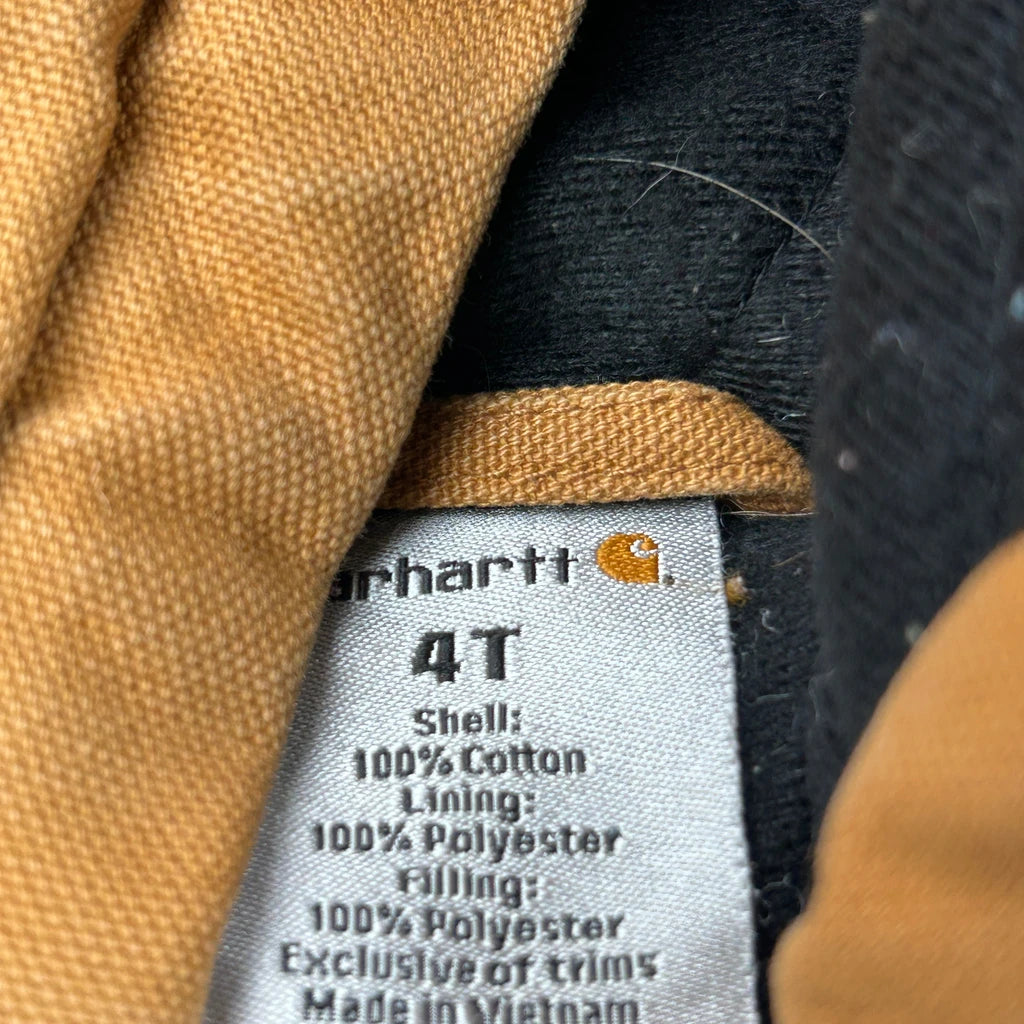 arhartt
4T
Shell:
100% Cotton
Lining:
100% Polyester
Filling:
100% Polyester
Exclusive of trims
Made in Vietnam